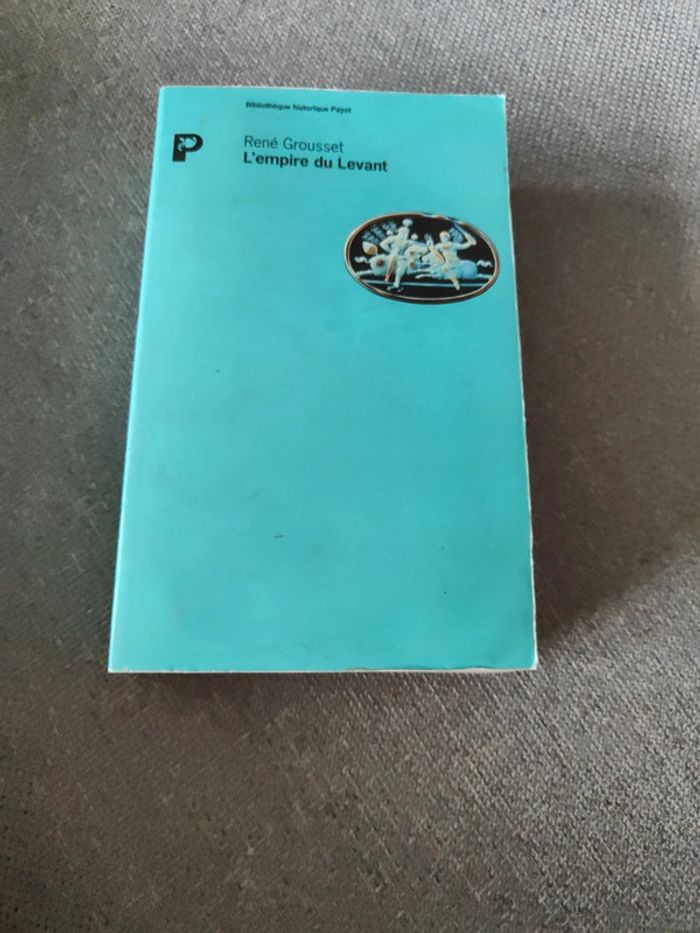 Bibliothèque historique Payot
P
René Grousset
L'empire du Levant